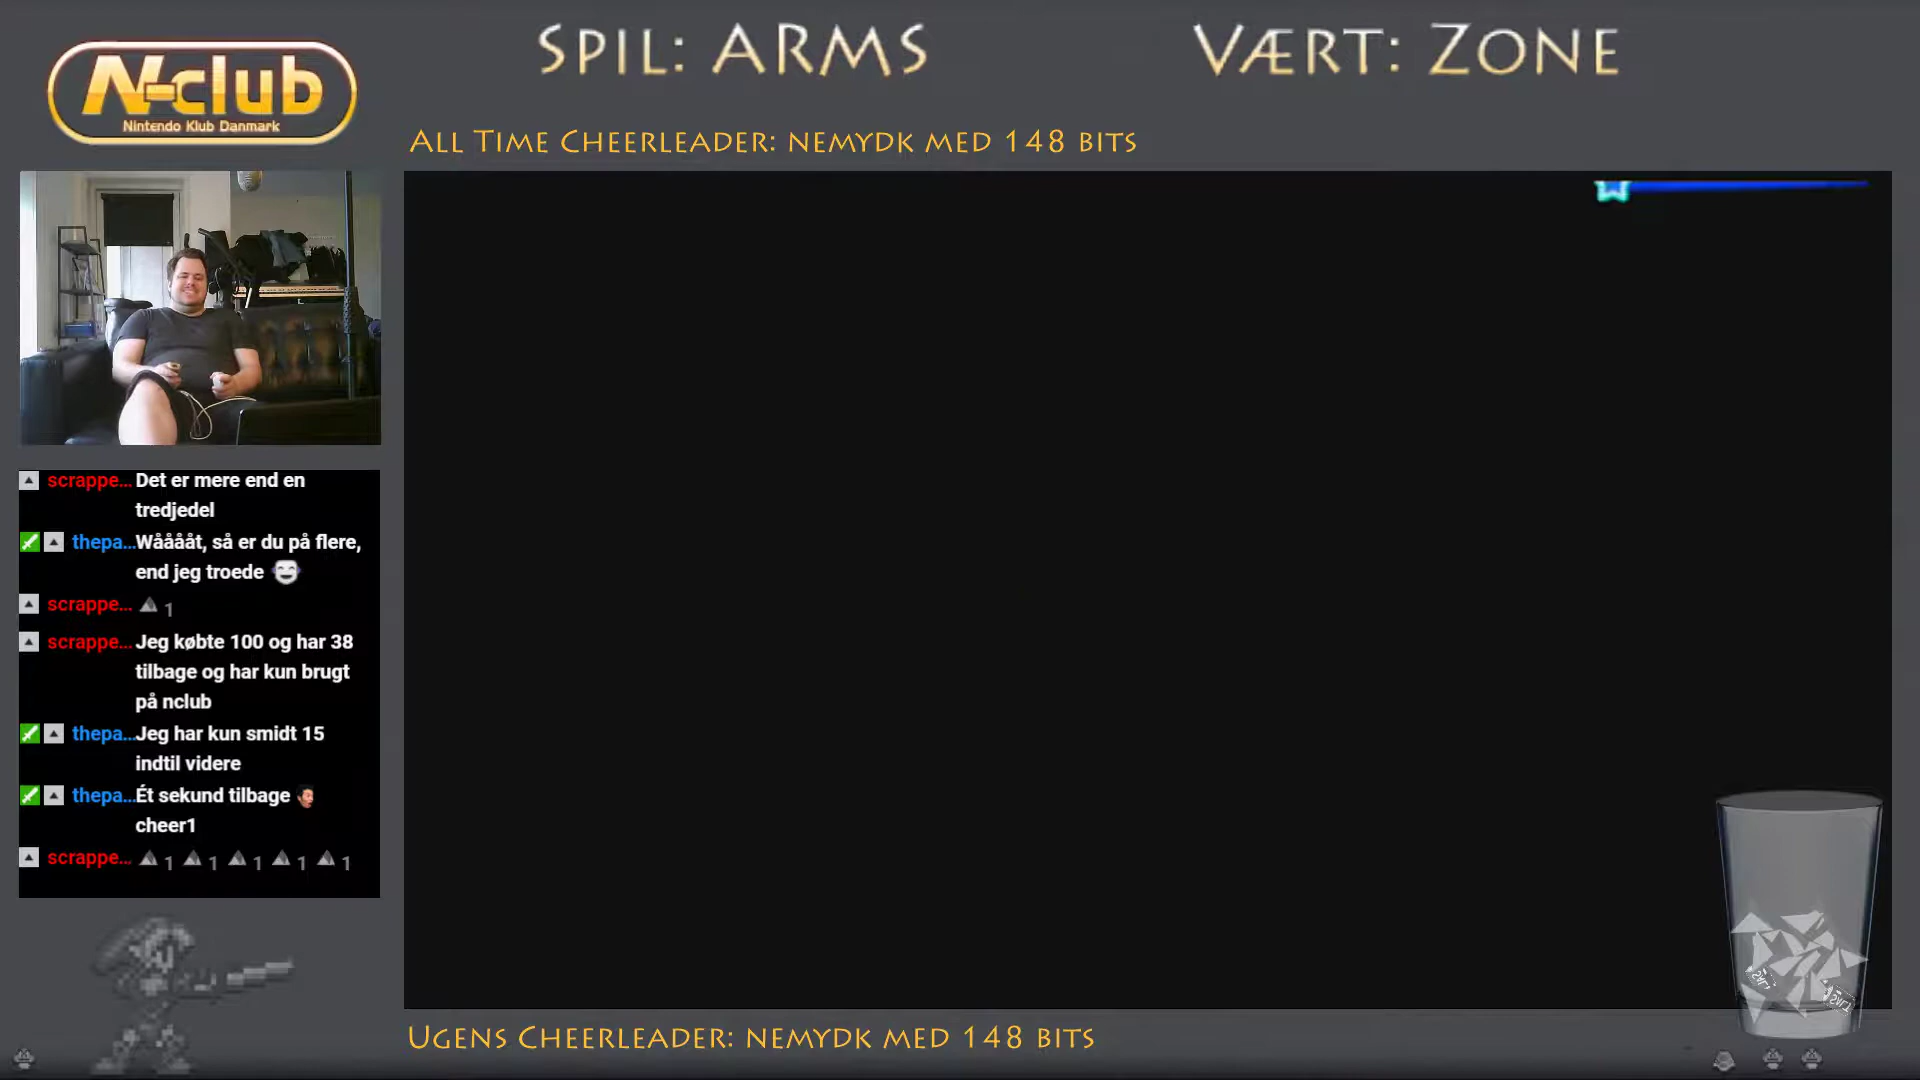 N-club
Nintendo Klub Danmark
SPIL: ARMS
VÆRT: ZONE
ALL TIME CHEERLEADER: NEMYDK MED 148 BITS
scrappe... Det er mere end en
tredjedel
thepa... Wååååt, så er du på flere,
end jeg troede
scrappe... 1
scrappe... Jeg købte 100 og har 38
tilbage og har kun brugt
på nclub
thepa... Jeg har kun smidt 15
indtil videre
thepa... Ét sekund tilbage
cheer1
scrappe... 1 1 1 1 1
UGENS CHEERLEADER: NEMYDK MED 148 BITS